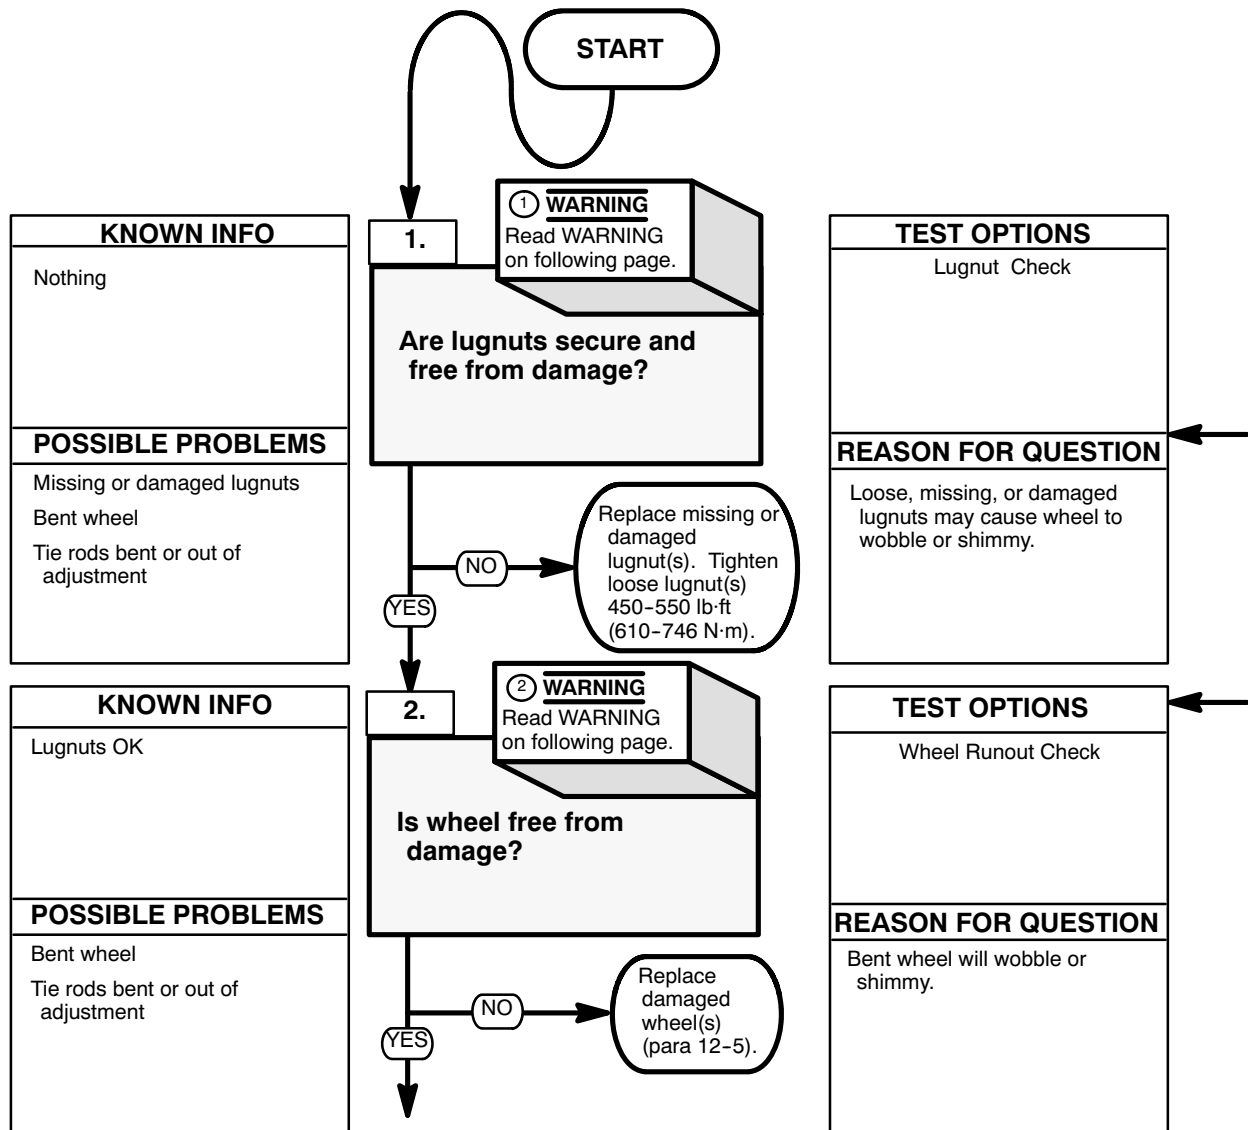 START
KNOWN INFO
Nothing
POSSIBLE PROBLEMS
Missing or damaged lugnuts
Bent wheel
Tie rods bent or out of
adjustment
1.
1 WARNING
Read WARNING
on following page.
Are lugnuts secure and
free from damage?
NO
Replace missing or
damaged
lugnut(s). Tighten
loose lugnut(s)
450-550 lb·ft
(610-746 N·m).
YES
TEST OPTIONS
Lugnut Check
REASON FOR QUESTION
Loose, missing, or damaged
lugnuts may cause wheel to
wobble or shimmy.
KNOWN INFO
Lugnuts OK
POSSIBLE PROBLEMS
Bent wheel
Tie rods bent or out of
adjustment
2.
2 WARNING
Read WARNING
on following page.
Is wheel free from
damage?
NO
Replace
damaged
wheel(s)
(para 12-5).
YES
TEST OPTIONS
Wheel Runout Check
REASON FOR QUESTION
Bent wheel will wobble or
shimmy.